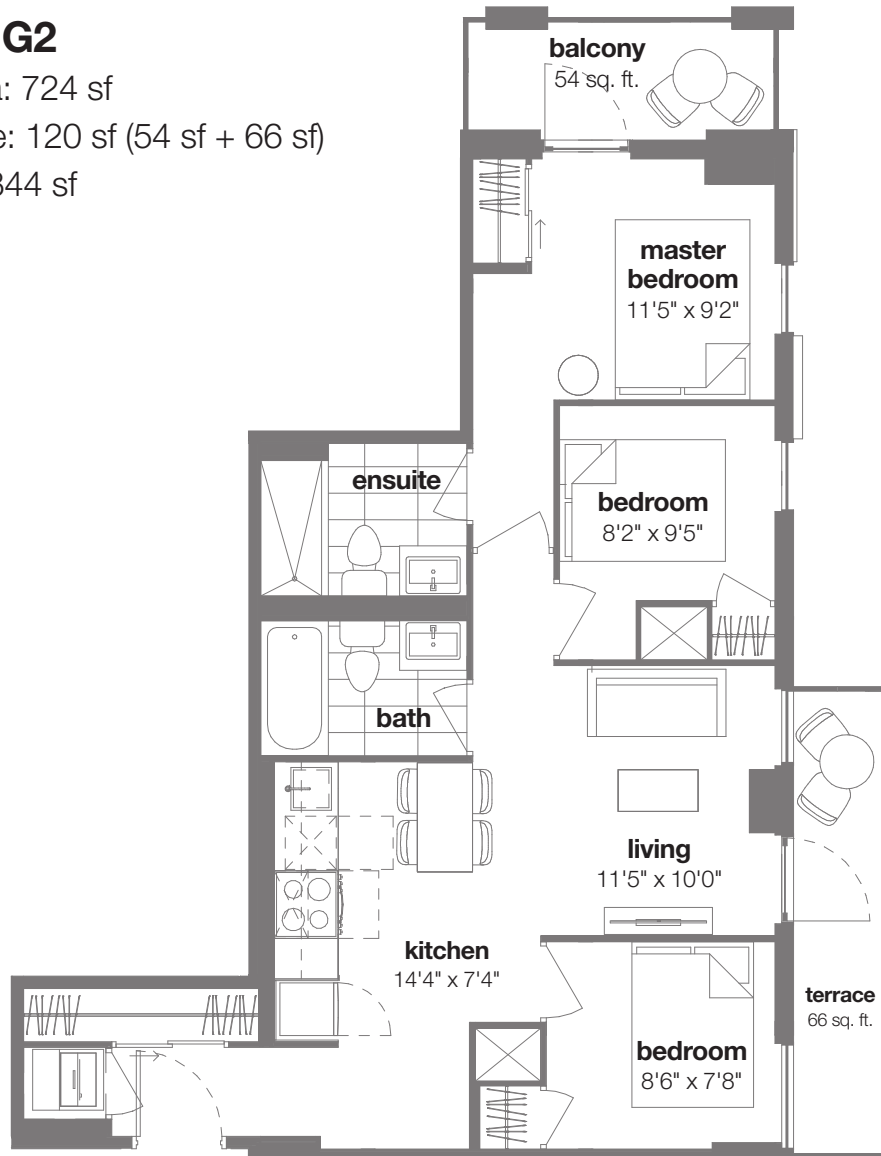 G2
: 724 sf
: 120 sf (54 sf + 66 sf)
844 sf
balcony
54 sq. ft.
master
bedroom
11'5" x 9'2"
ensuite
bedroom
8'2" x 9'5"
bath
living
11'5" x 10'0"
kitchen
14'4" x 7'4"
terrace
66 sq. ft.
bedroom
8'6" x 7'8"